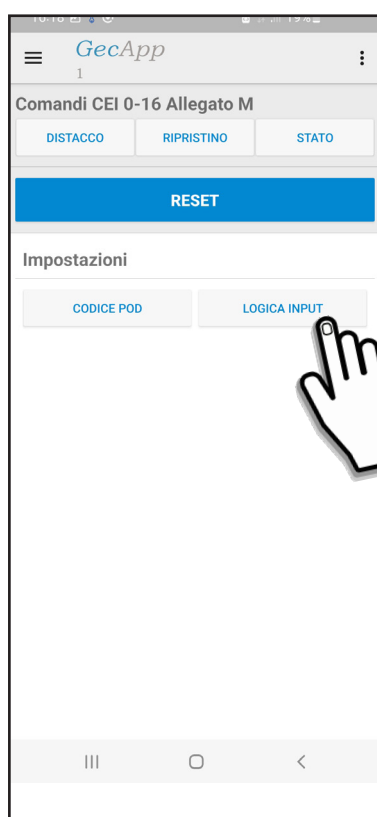 GecApp
1
Comandi CEI 0-16 Allegato M
DISTACCO RIPRISTINO STATO
RESET
Impostazioni
CODICE POD LOGICA INPUT